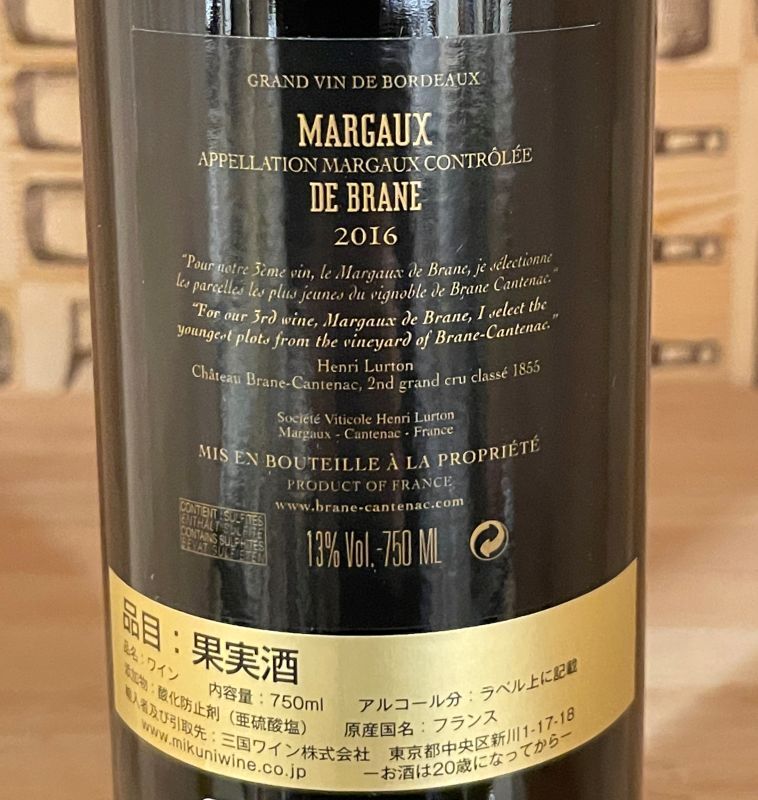 GRAND VIN DE BORDEAUX
MARGAUX
APPELLATION MARGAUX CONTRÔLÉE
DE BRANE
2016
"Pour notre 3ème vin, le Margaux de Brane, je sélectionne
les parcelles les plus jeunes du vignoble de Brane Cantenac."
"For our 3rd wine, Margaux de Brane, I select the
youngest plots from the vineyard of Brane-Cantenac."
Henri Lurton
Château Brane-Cantenac, 2nd grand cru classé 1855
Société Viticole Henri Lurton
Margaux - Cantenac - France
MIS EN BOUTEILLE À LA PROPRIÉTÉ
PRODUCT OF FRANCE
www.brane-cantenac.com
CONTIENT SULFITES
ENTHÄLT SULFITE
CONTAINS SULPHITES
BEVAT SULFIETEN
13% Vol. - 750 ML
品目：果実酒
品名：ワイン 内容量：750ml アルコール分：ラベル上に記載
添加物：酸化防止剤（亜硫酸塩） 原産国名：フランス
輸入者及び引取先：三国ワイン株式会社 東京都中央区新川1-17-18
www.mikuniwine.co.jp ーお酒は20歳になってからー